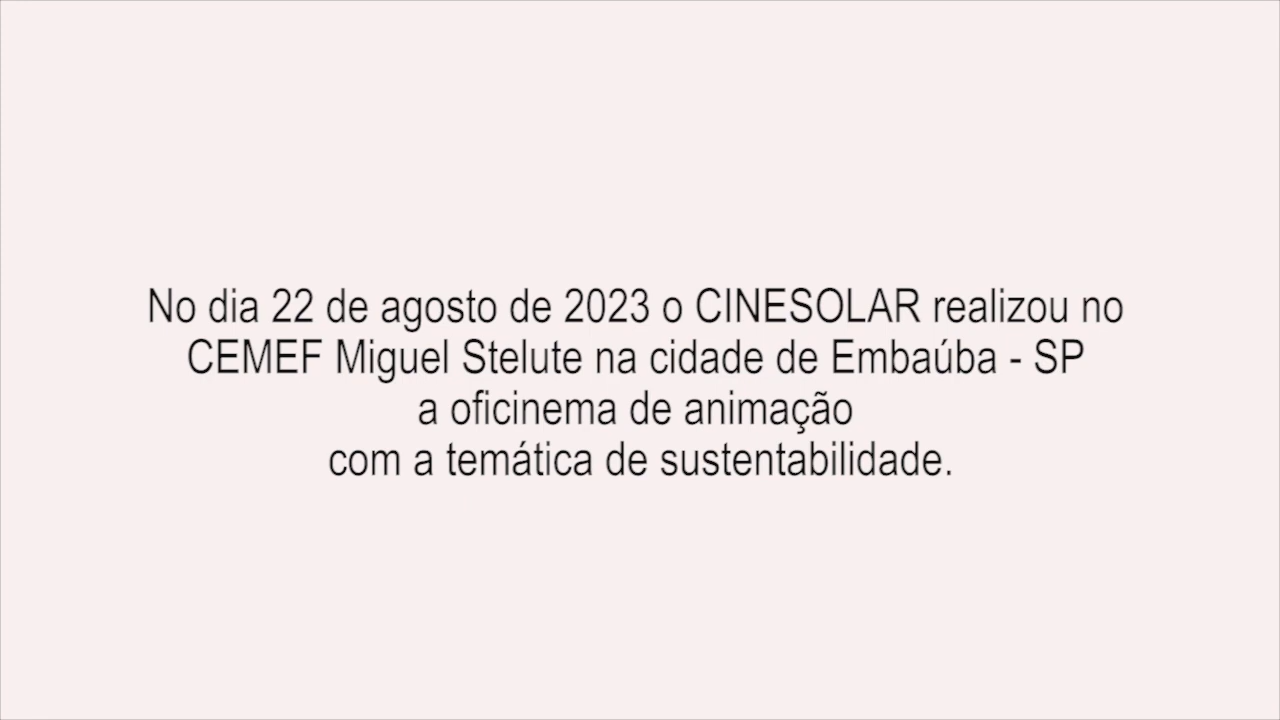 No dia 22 de agosto de 2023 o CINESOLAR realizou no
CEMEF Miguel Stelute na cidade de Embaúba - SP
a oficinema de animação
com a temática de sustentabilidade.